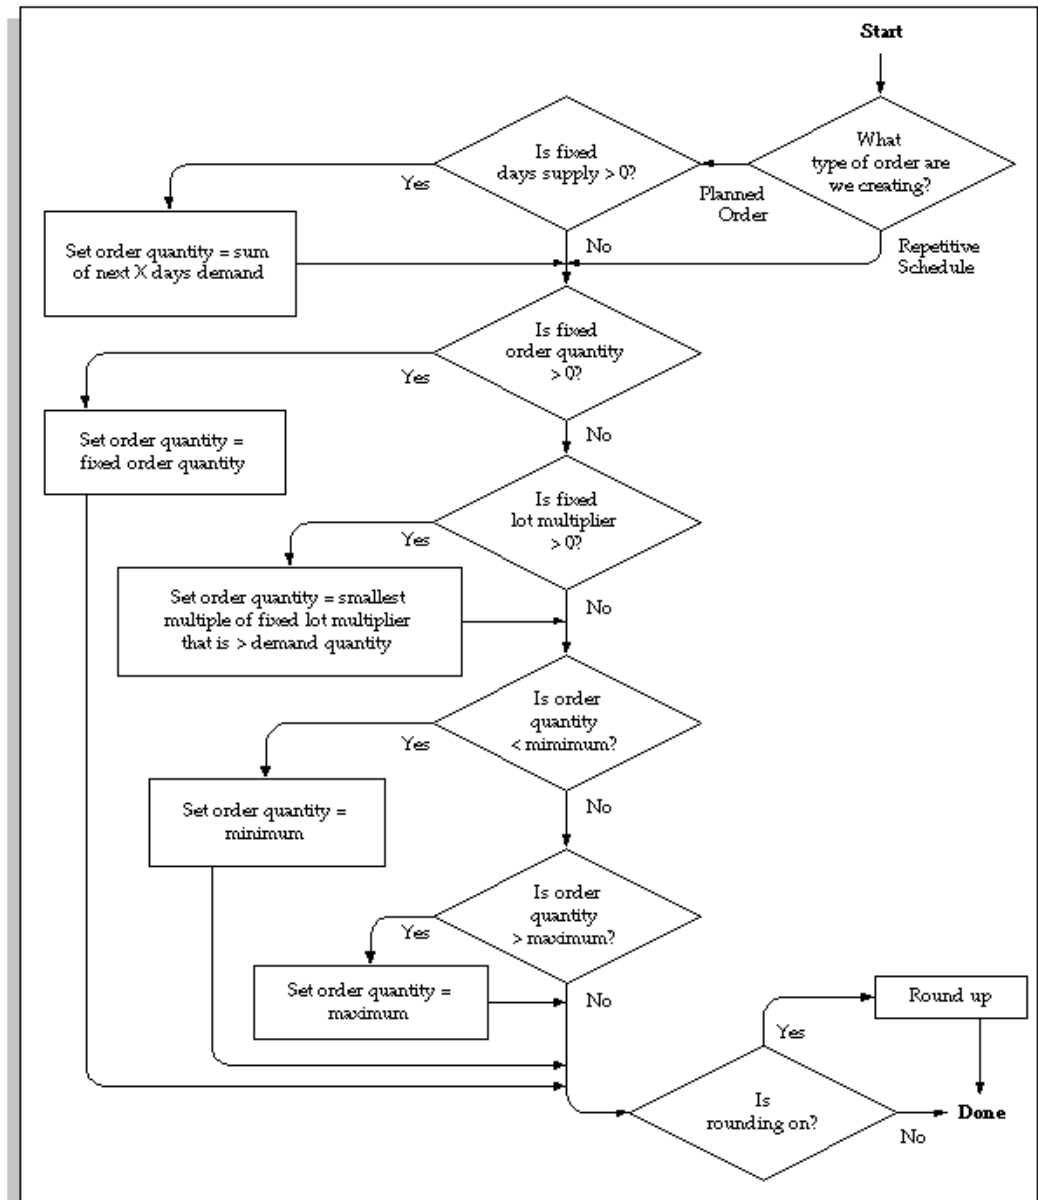 Start
What
type of order are
we creating?
Planned
Order
Repetitive
Schedule
Is fixed
days supply > 0?
Yes
No
Set order quantity = sum
of next X days demand
Is fixed
order quantity
> 0?
Yes
No
Set order quantity =
fixed order quantity
Is fixed
lot multiplier
> 0?
Yes
No
Set order quantity = smallest
multiple of fixed lot multiplier
that is > demand quantity
Is order
quantity
< mimimum?
Yes
No
Set order quantity =
minimum
Is order
quantity
> maximum?
Yes
No
Set order quantity =
maximum
Is
rounding on?
Yes
No
Round up
Done